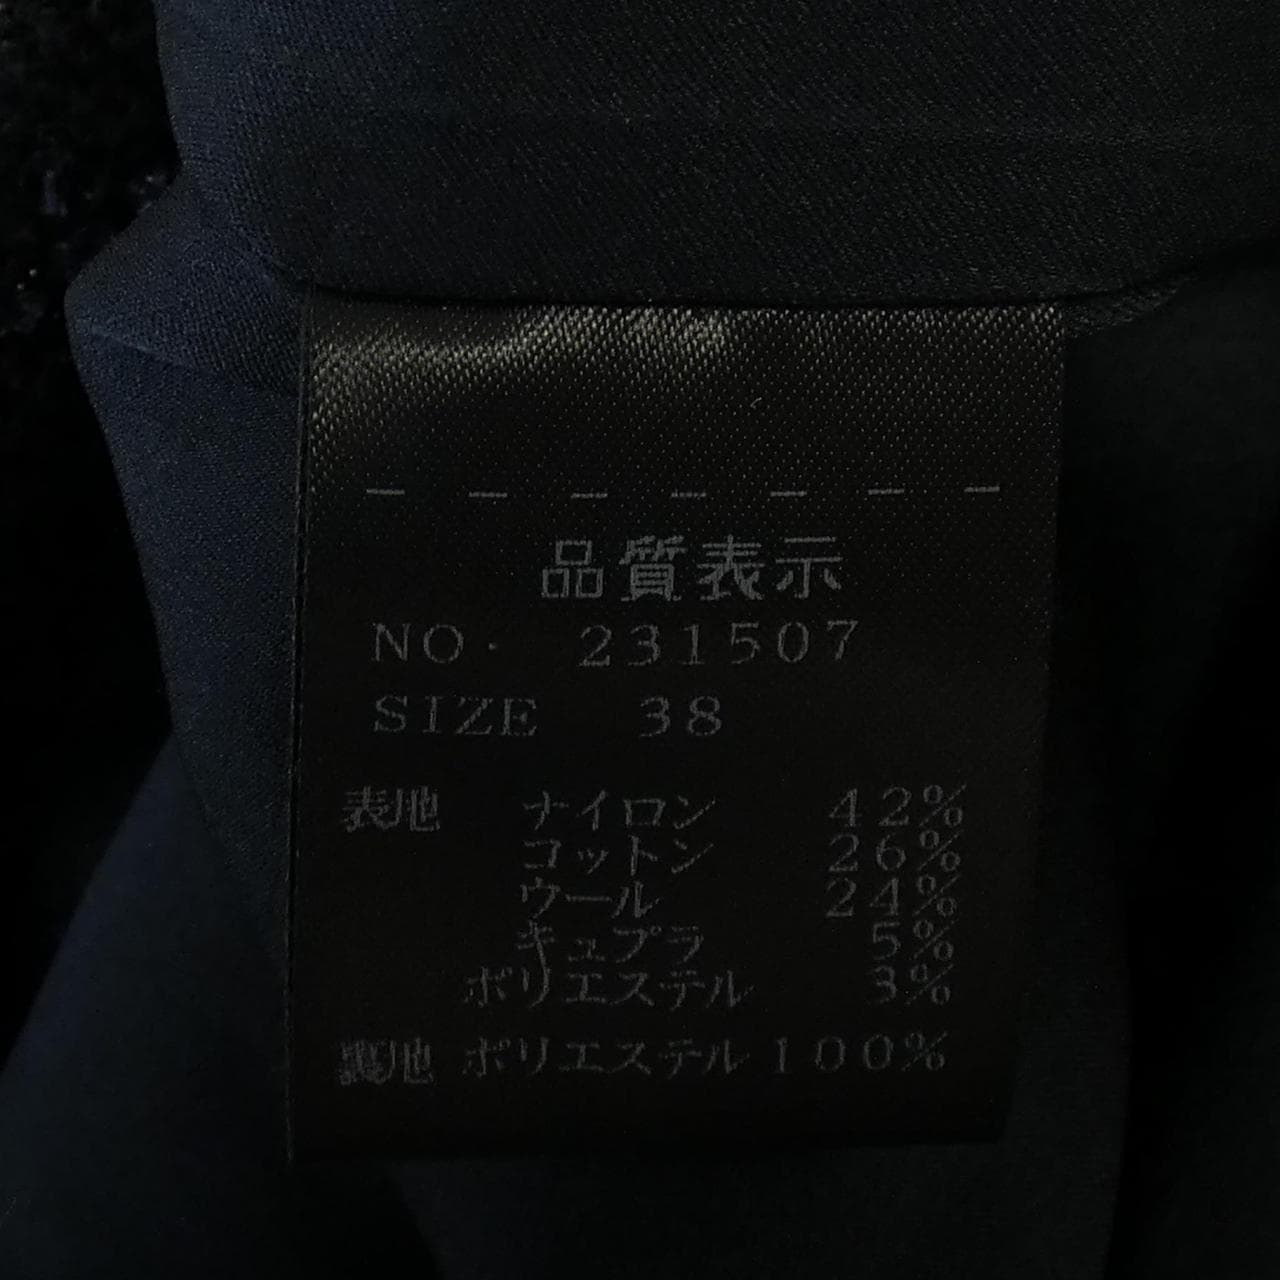 品質表示
NO. 231507
SIZE 38
表地 ナイロン 42%
コットン 26%
ウール 24%
キュプラ 5%
ポリエステル 3%
裏地 ポリエステル 100%